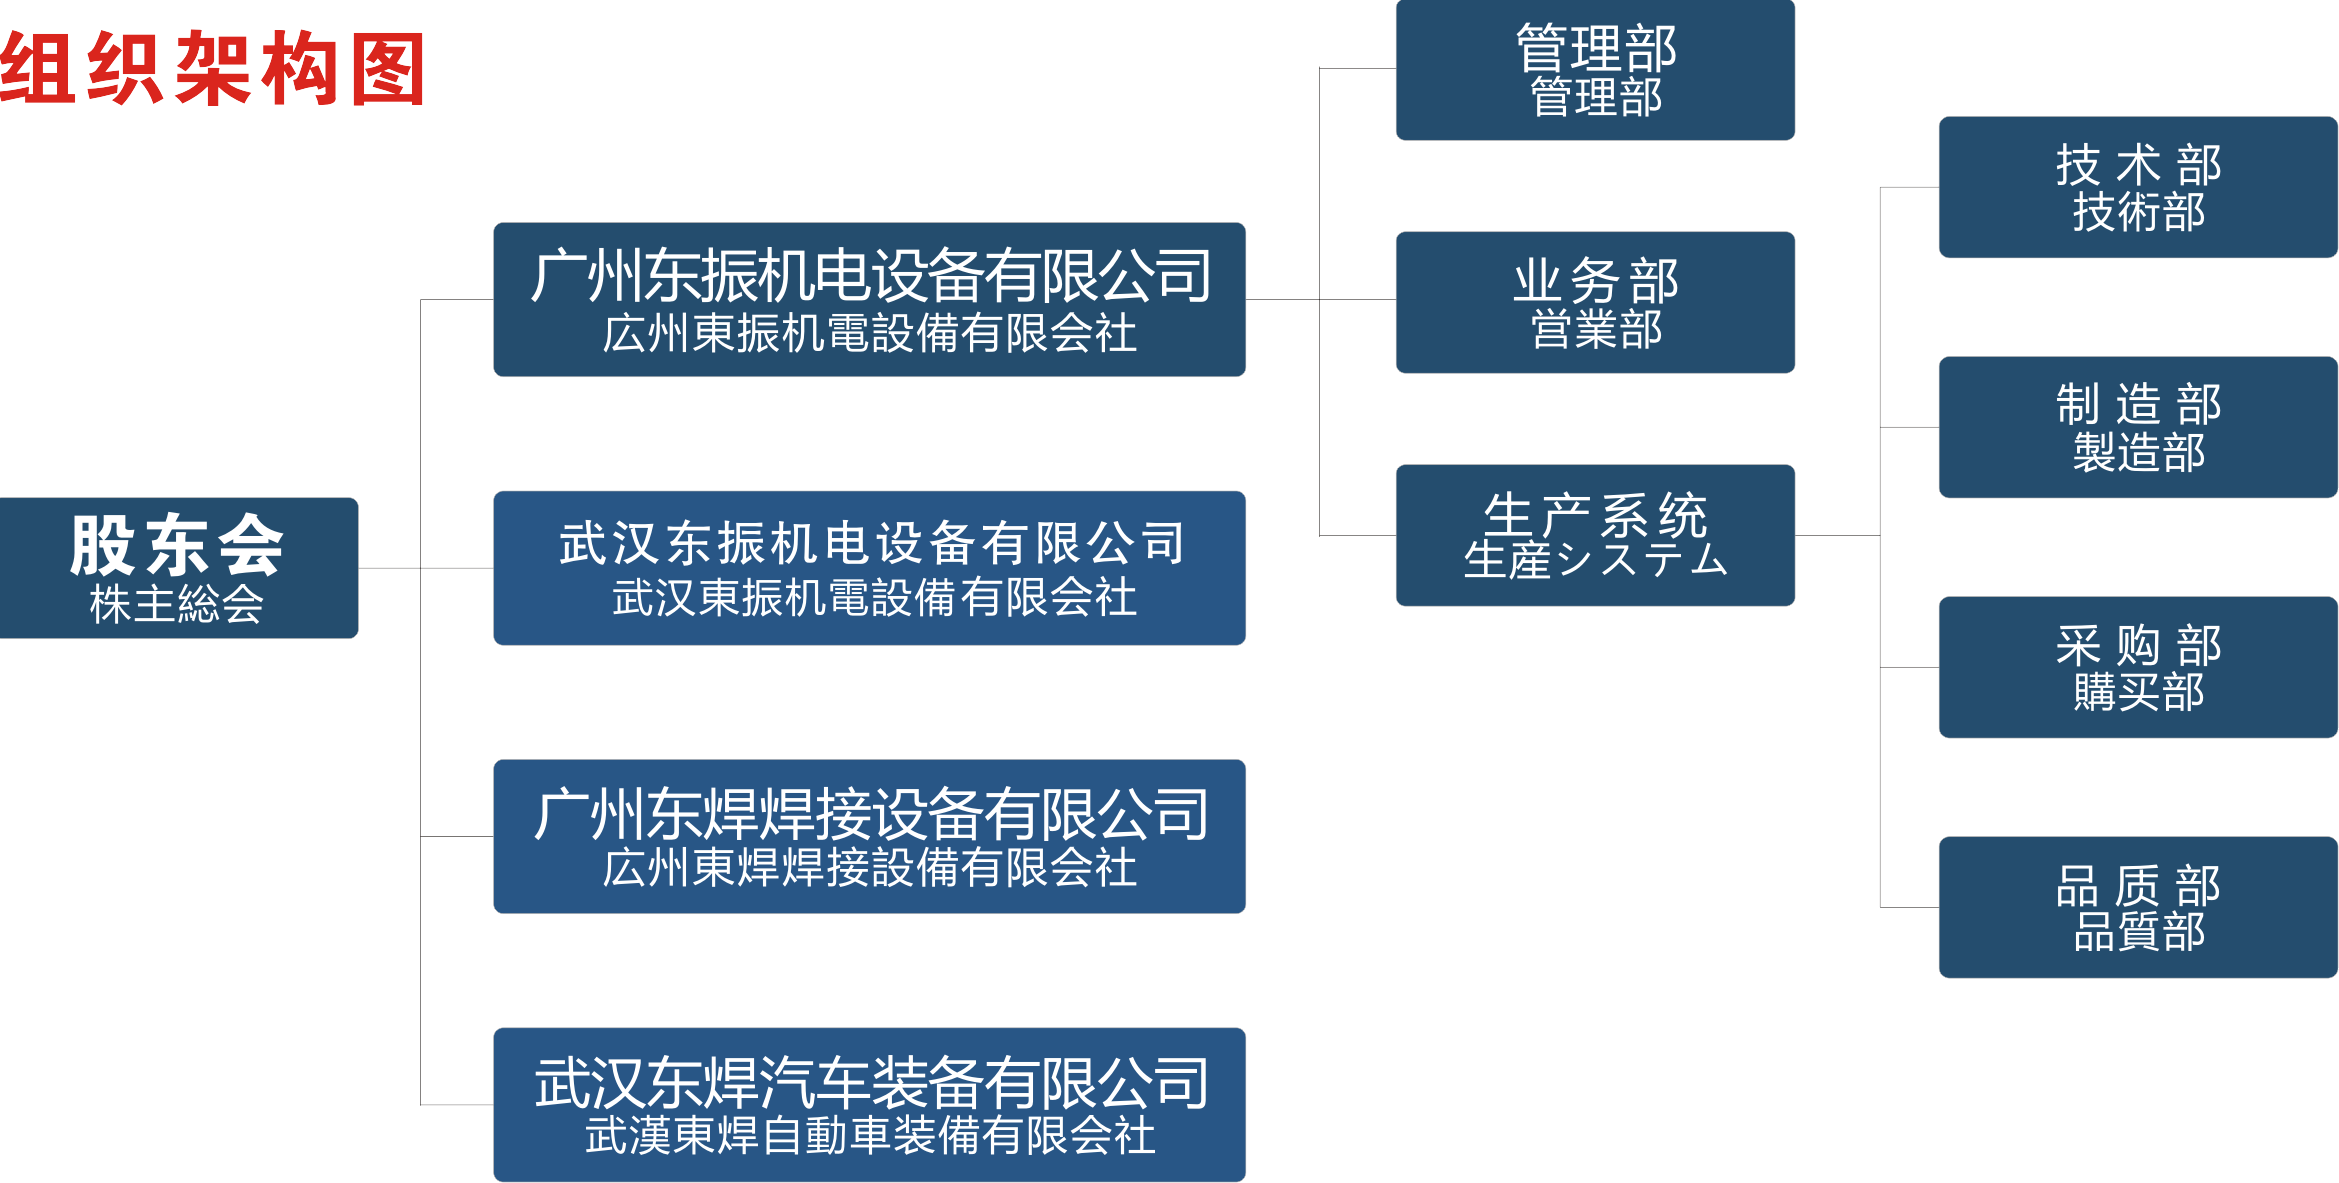 组织架构图
股东会
株主総会
广州东振机电设备有限公司
広州東振机電設備有限会社
武汉东振机电设备有限公司
武汉東振机電設備有限会社
广州东焊焊接设备有限公司
広州東焊焊接設備有限会社
武汉东焊汽车装备有限公司
武漢東焊自動車装備有限会社
管理部
管理部
业务部
営業部
生产系统
生産システム
技术部
技術部
制造部
製造部
采购部
購买部
品质部
品質部